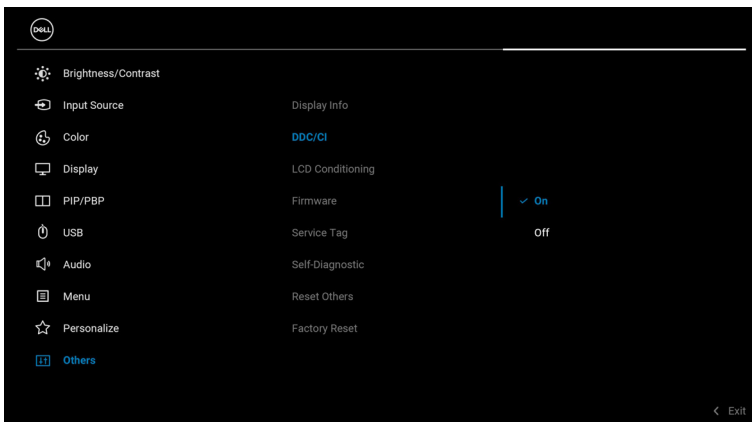 DELL
Brightness/Contrast
Input Source
Display Info
Color
DDC/CI
Display
LCD Conditioning
PIP/PBP
Firmware
On
USB
Service Tag
Off
Audio
Self-Diagnostic
Menu
Reset Others
Personalize
Factory Reset
Others
Exit